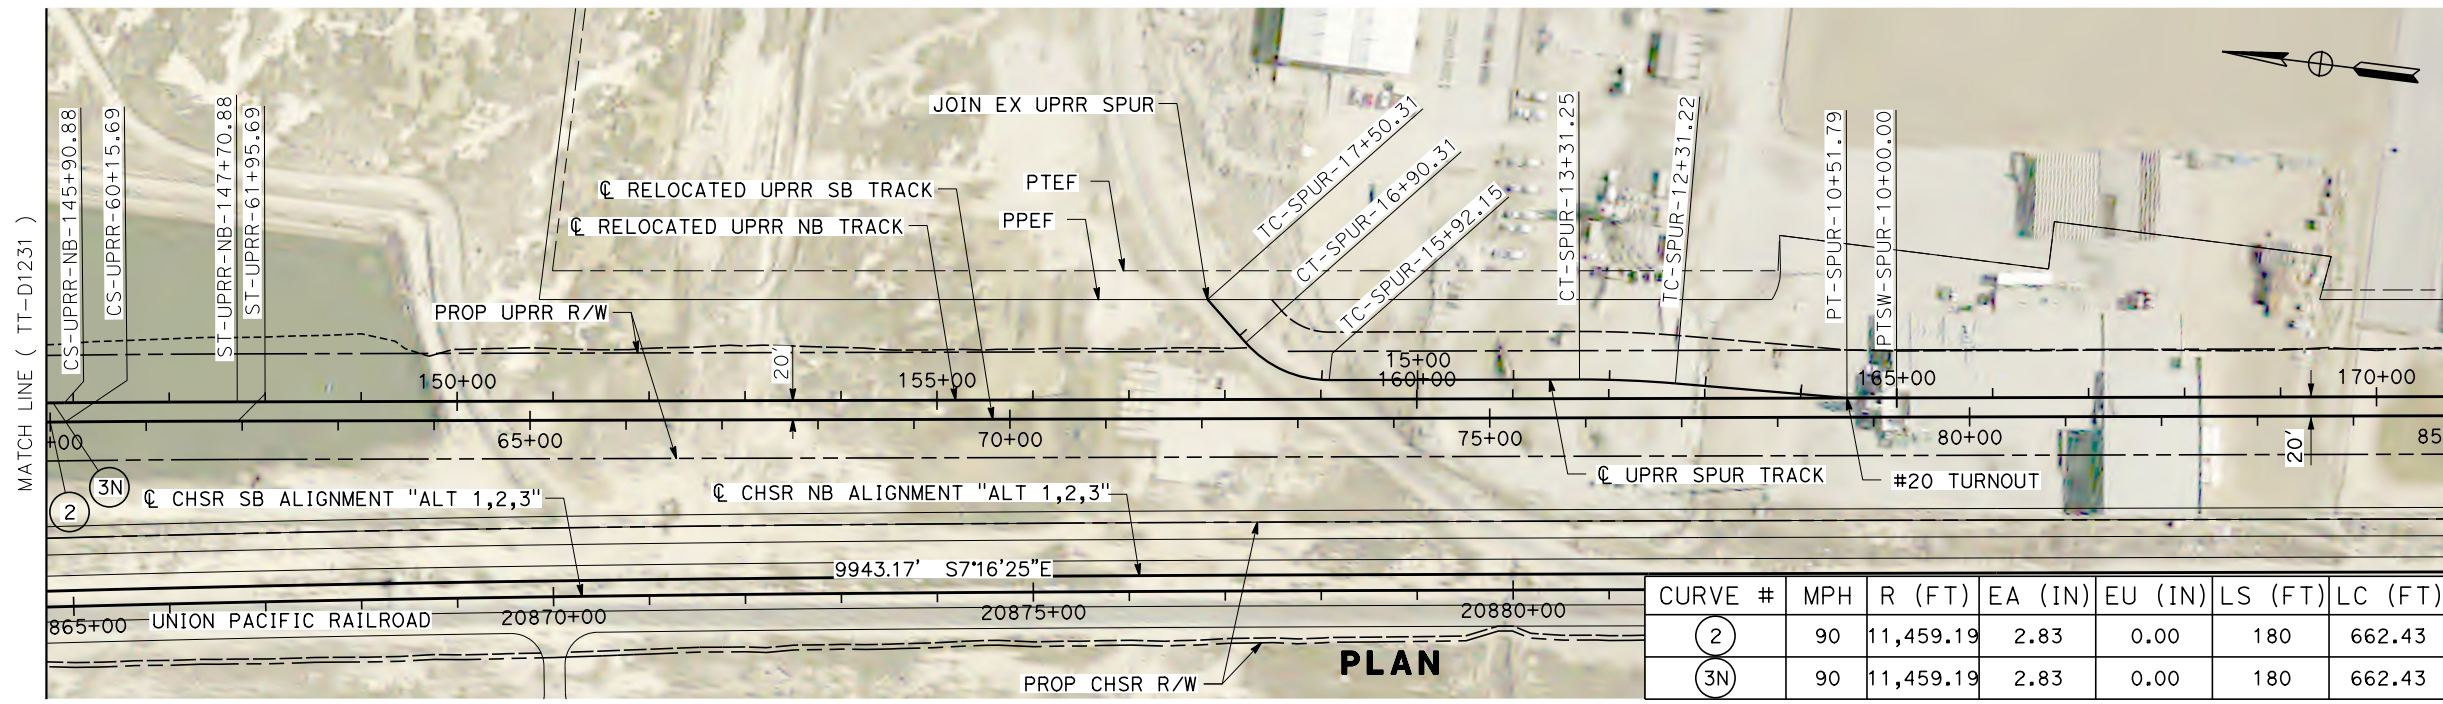 MATCH LINE ( TT-D1231 )
CS-UPRR-NB-145+90.88
CS-UPRR-60+15.69
ST-UPRR-NB-147+70.88
ST-UPRR-61+95.69
JOIN EX UPRR SPUR
℄ RELOCATED UPRR SB TRACK
PTEF
℄ RELOCATED UPRR NB TRACK
PPEF
PROP UPRR R/W
TC-SPUR-17+50.31
CT-SPUR-16+90.31
TC-SPUR-15+92.15
CT-SPUR-13+31.25
TC-SPUR-12+31.22
PT-SPUR-10+51.79
PTSW-SPUR-10+00.00
20'
15+00
150+00
155+00
160+00
165+00
170+00
+00
65+00
70+00
75+00
80+00
85
20'
3N
2
℄ UPRR SPUR TRACK
#20 TURNOUT
℄ CHSR SB ALIGNMENT "ALT 1,2,3"
℄ CHSR NB ALIGNMENT "ALT 1,2,3"
9943.17' S7°16'25"E
865+00
UNION PACIFIC RAILROAD
20870+00
20875+00
20880+00
PROP CHSR R/W
PLAN
CURVE # MPH R (FT) EA (IN) EU (IN) LS (FT) LC (FT)
2 90 11,459.19 2.83 0.00 180 662.43
3N 90 11,459.19 2.83 0.00 180 662.43